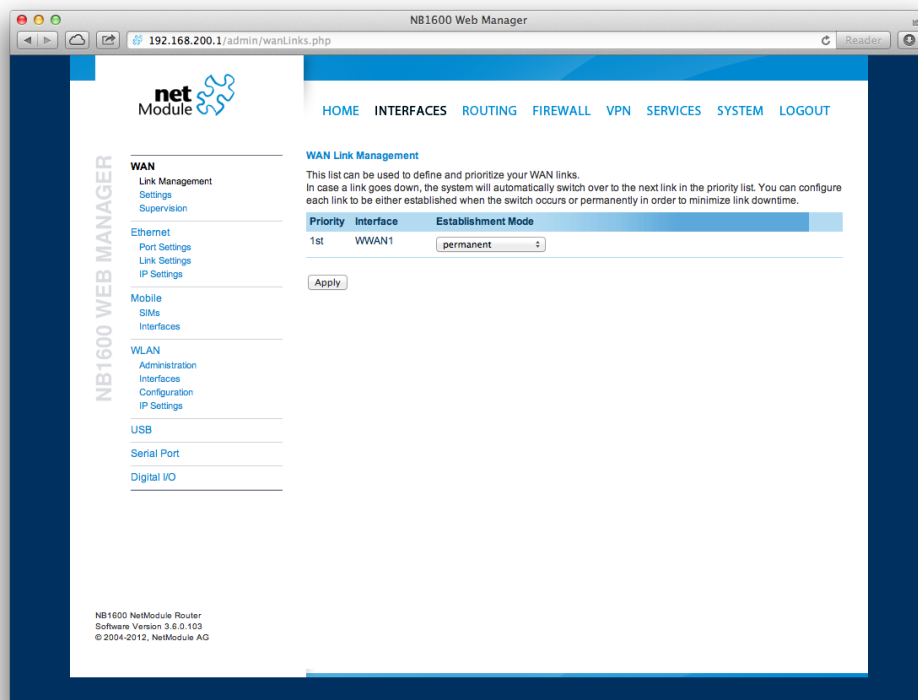 NB1600 Web Manager
192.168.200.1/admin/wanLinks.php
Reader
net
Module
HOME INTERFACES ROUTING FIREWALL VPN SERVICES SYSTEM LOGOUT
NB1600 WEB MANAGER
WAN
Link Management
Settings
Supervision
Ethernet
Port Settings
Link Settings
IP Settings
Mobile
SIMs
Interfaces
WLAN
Administration
Interfaces
Configuration
IP Settings
USB
Serial Port
Digital I/O
WAN Link Management
This list can be used to define and prioritize your WAN links.
In case a link goes down, the system will automatically switch over to the next link in the priority list. You can configure
each link to be either established when the switch occurs or permanently in order to minimize link downtime.
Priority Interface Establishment Mode
1st WWAN1 permanent
Apply
NB1600 NetModule Router
Software Version 3.6.0.103
© 2004-2012, NetModule AG